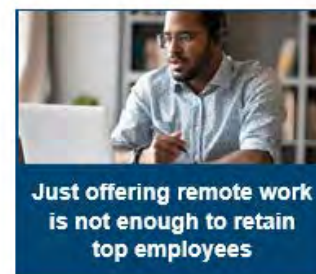 Just offering remote work
is not enough to retain
top employees